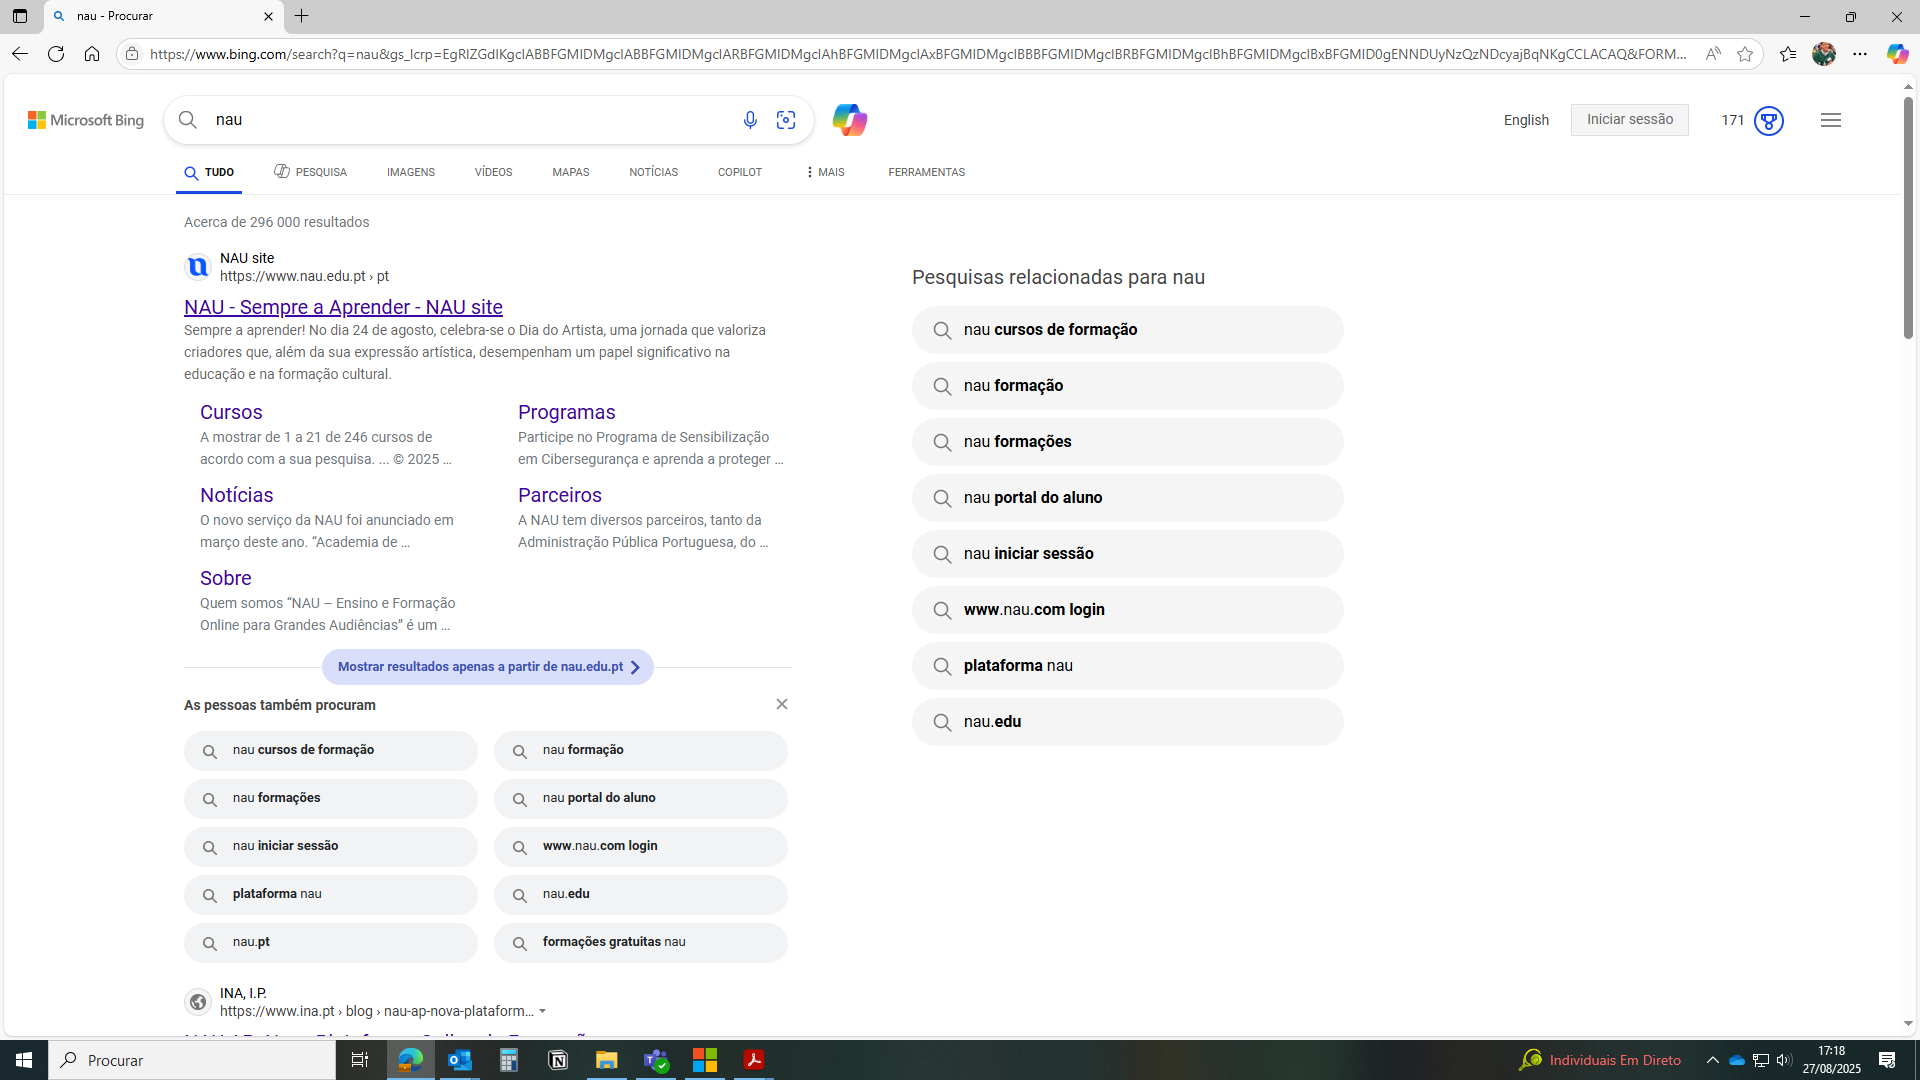 nau - Procurar
https://www.bing.com/search?q=nau&gs_lcrp=EgRlZGdlKgcIABBFGMIDMgcIABBFGMIDMgcIARBFGMIDMgcIAhBFGMIDMgcIAxBFGMIDMgcIBBBFGMIDMgcIBRBFGMIDMgcIBhBFGMIDMgcIBxBFGMID0gENNDUyNzQzNDcyajBqNKgCCLACAQ&FORM...
Microsoft Bing
nau
English
Iniciar sessão
171
TUDO
PESQUISA
IMAGENS
VÍDEOS
MAPAS
NOTÍCIAS
COPILOT
MAIS
FERRAMENTAS
Acerca de 296 000 resultados
NAU site
https://www.nau.edu.pt › pt
NAU - Sempre a Aprender - NAU site
Sempre a aprender! No dia 24 de agosto, celebra-se o Dia do Artista, uma jornada que valoriza
criadores que, além da sua expressão artística, desempenham um papel significativo na
educação e na formação cultural.
Cursos
A mostrar de 1 a 21 de 246 cursos de
acordo com a sua pesquisa. ... © 2025 ...
Programas
Participe no Programa de Sensibilização
em Cibersegurança e aprenda a proteger ...
Notícias
O novo serviço da NAU foi anunciado em
março deste ano. “Academia de ...
Parceiros
A NAU tem diversos parceiros, tanto da
Administração Pública Portuguesa, do ...
Sobre
Quem somos “NAU – Ensino e Formação
Online para Grandes Audiências” é um ...
Mostrar resultados apenas a partir de nau.edu.pt
As pessoas também procuram
nau cursos de formação
nau formação
nau formações
nau portal do aluno
nau iniciar sessão
www.nau.com login
plataforma nau
nau.edu
nau.pt
formações gratuitas nau
INA, I.P.
https://www.ina.pt › blog › nau-ap-nova-plataform...
Pesquisas relacionadas para nau
nau cursos de formação
nau formação
nau formações
nau portal do aluno
nau iniciar sessão
www.nau.com login
plataforma nau
nau.edu
Procurar
Individuais Em Direto
17:18
27/08/2025